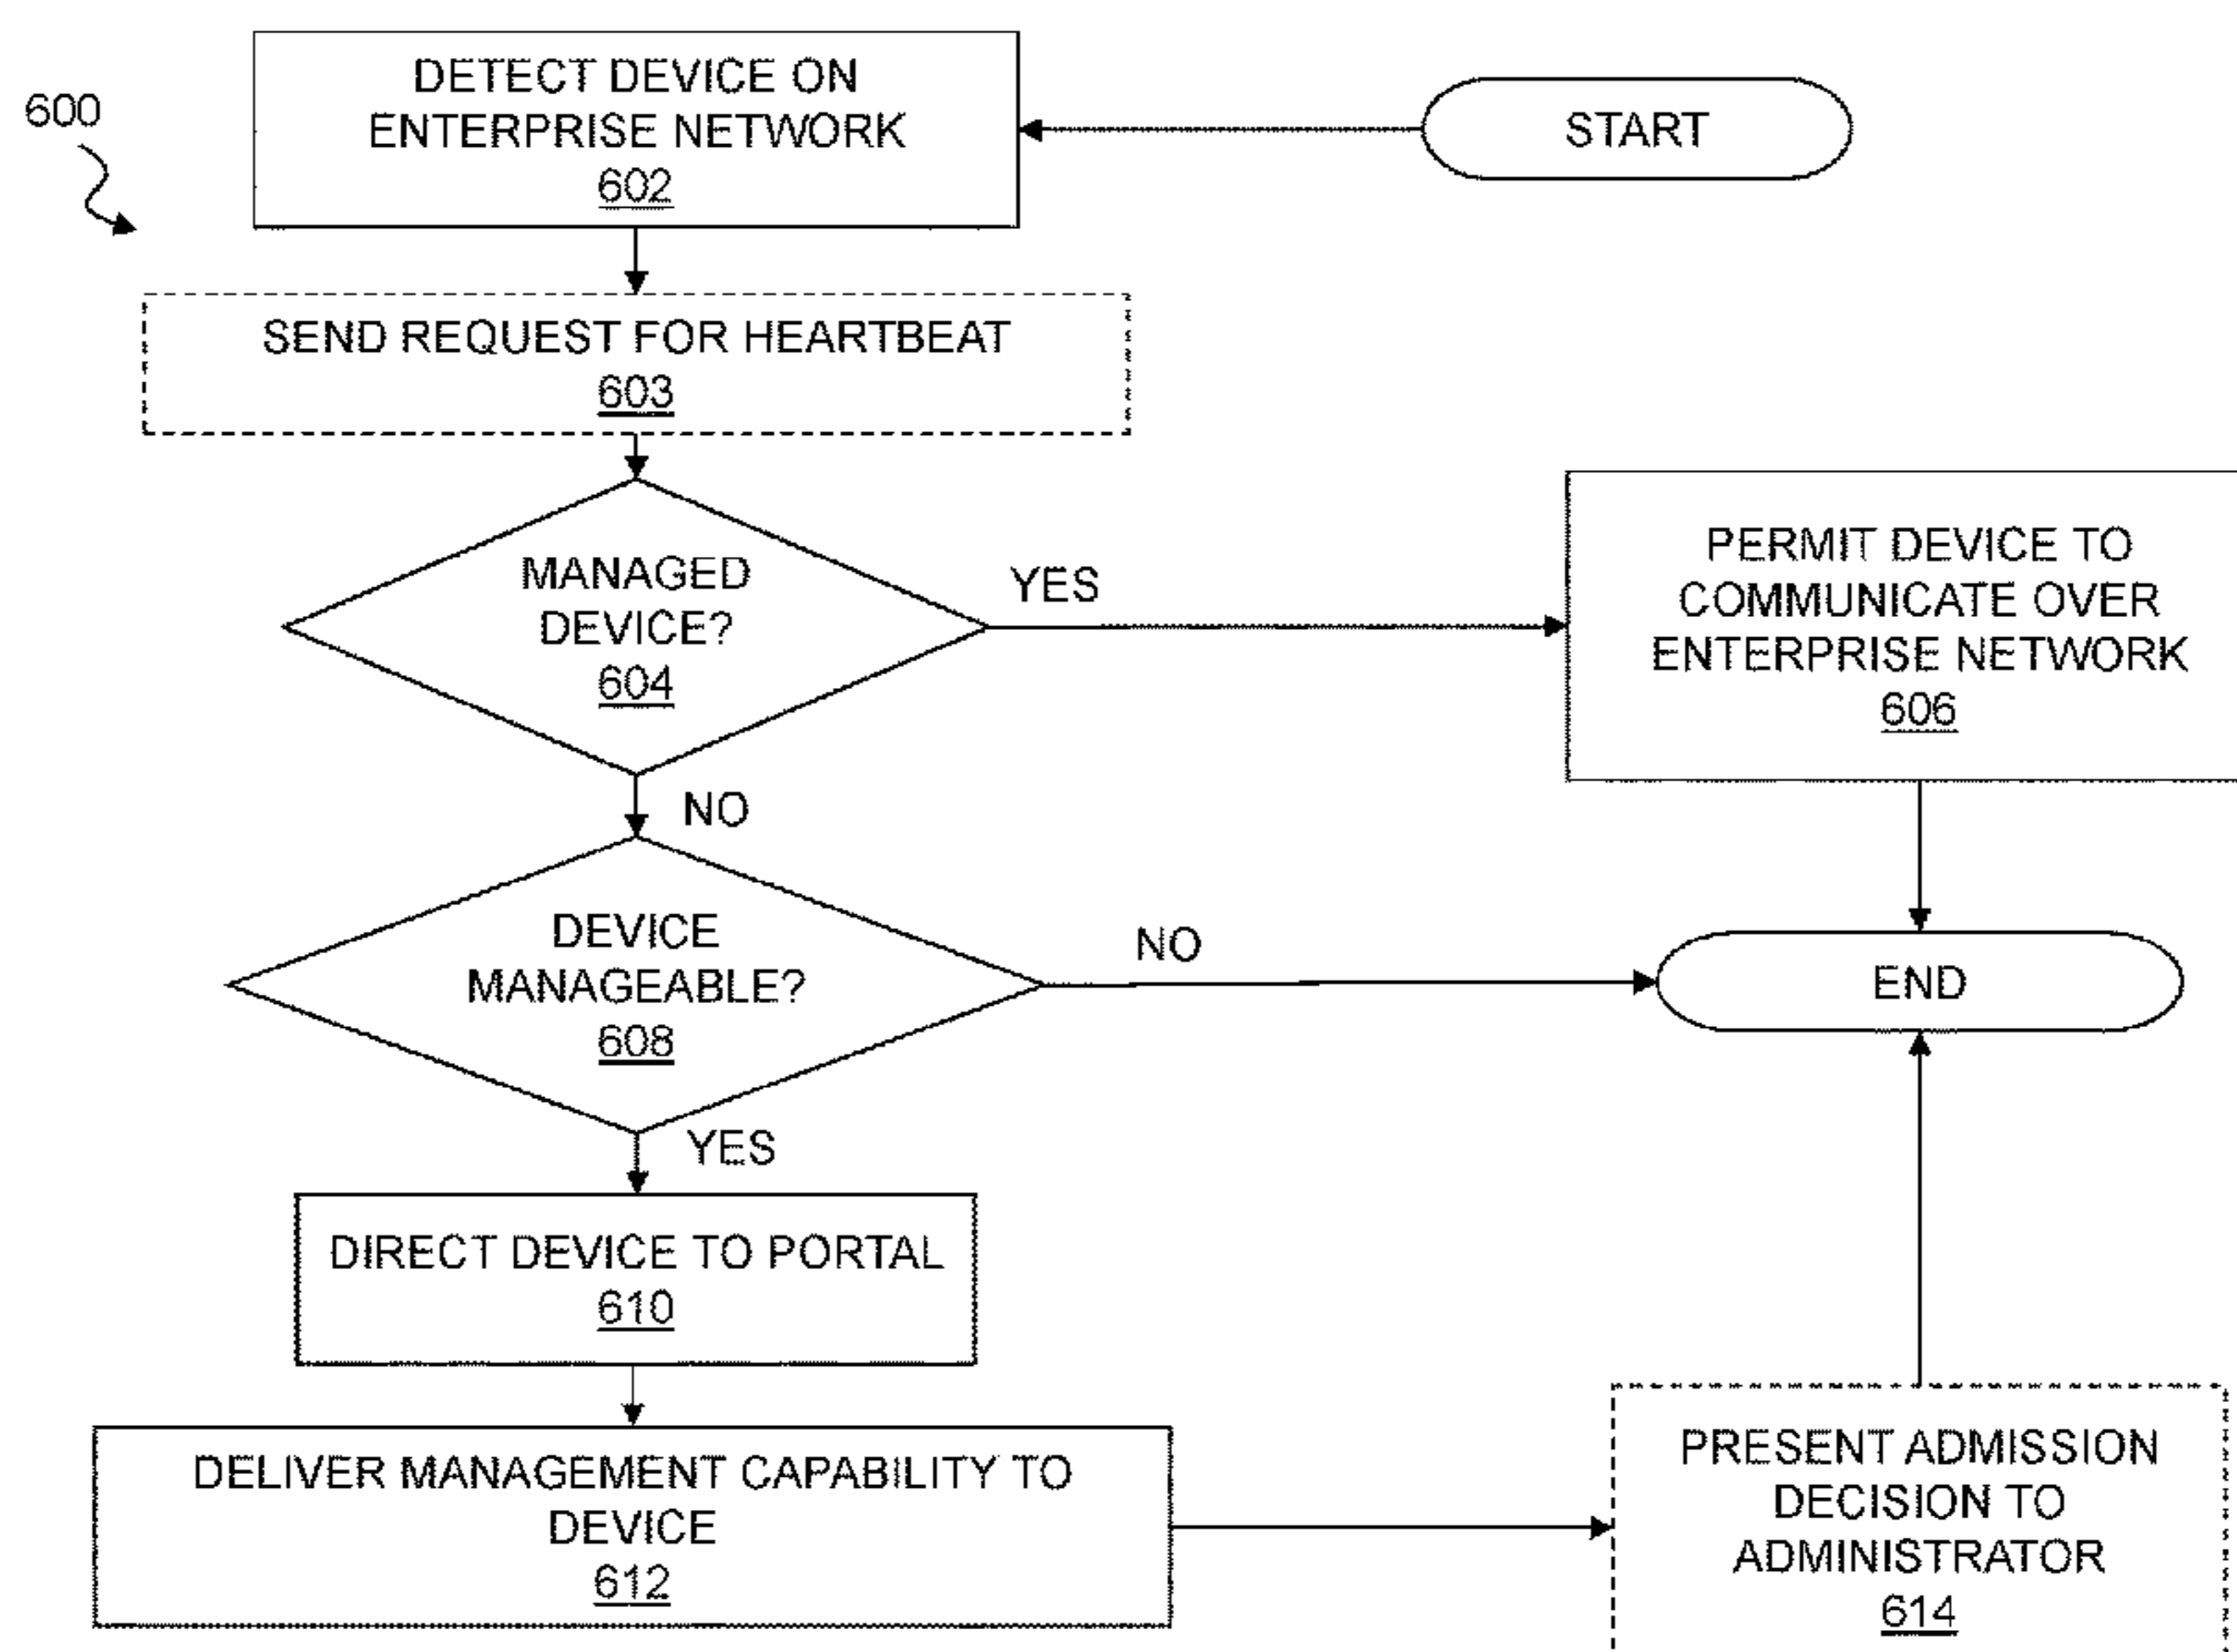 600
DETECT DEVICE ON
ENTERPRISE NETWORK
602
START
SEND REQUEST FOR HEARTBEAT
603
MANAGED
DEVICE?
604
YES
PERMIT DEVICE TO
COMMUNICATE OVER
ENTERPRISE NETWORK
606
NO
DEVICE
MANAGEABLE?
608
NO
END
YES
DIRECT DEVICE TO PORTAL
610
DELIVER MANAGEMENT CAPABILITY TO
DEVICE
612
PRESENT ADMISSION
DECISION TO
ADMINISTRATOR
614